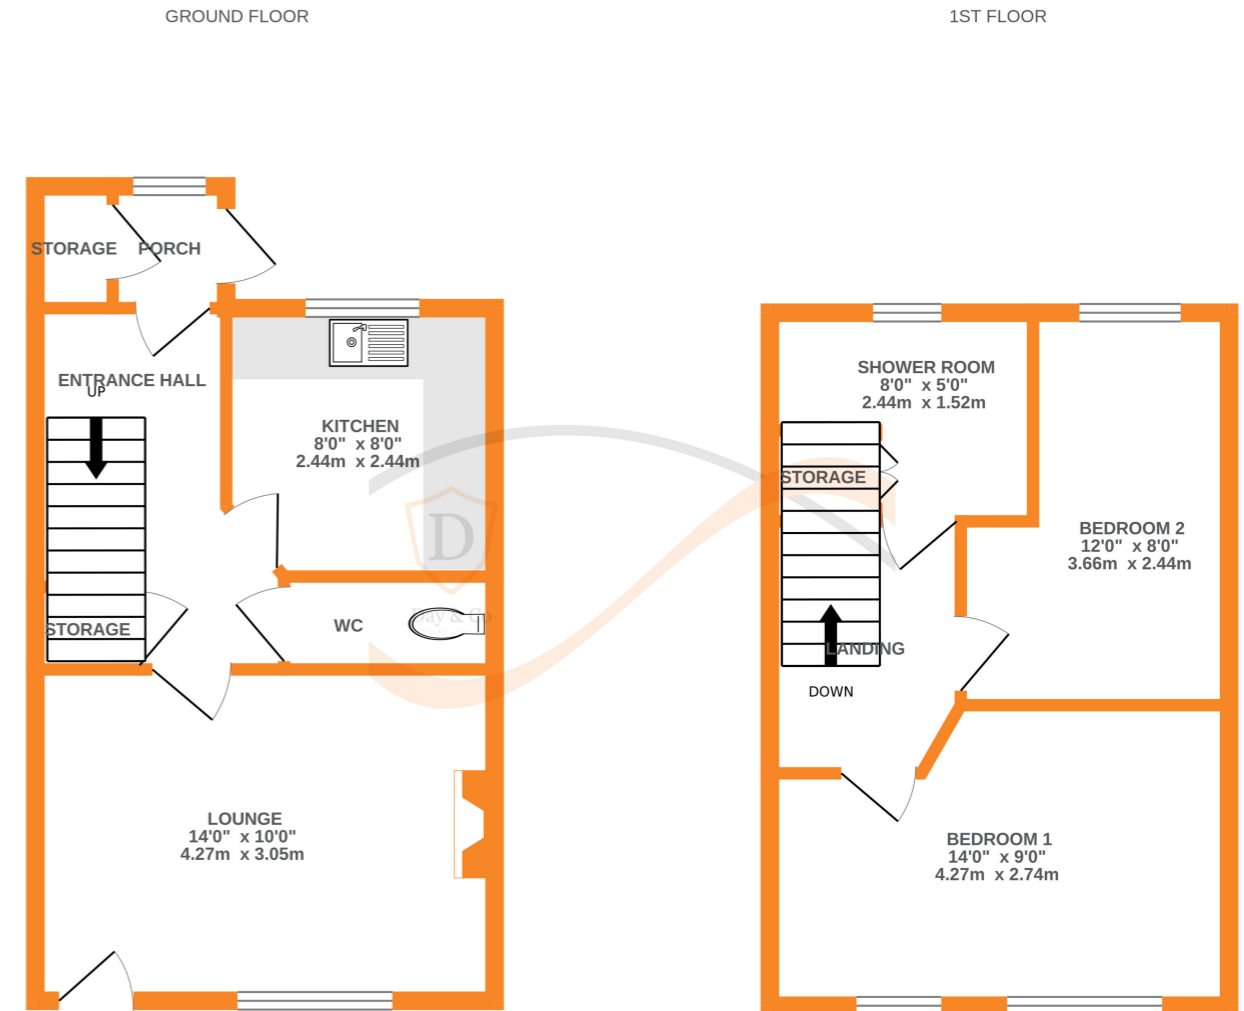 GROUND FLOOR
STORAGE
PORCH
ENTRANCE HALL
UP
KITCHEN
8'0" x 8'0"
2.44m x 2.44m
STORAGE
WC
LOUNGE
14'0" x 10'0"
4.27m x 3.05m
D
Day & Co
1ST FLOOR
SHOWER ROOM
8'0" x 5'0"
2.44m x 1.52m
STORAGE
BEDROOM 2
12'0" x 8'0"
3.66m x 2.44m
LANDING
DOWN
BEDROOM 1
14'0" x 9'0"
4.27m x 2.74m